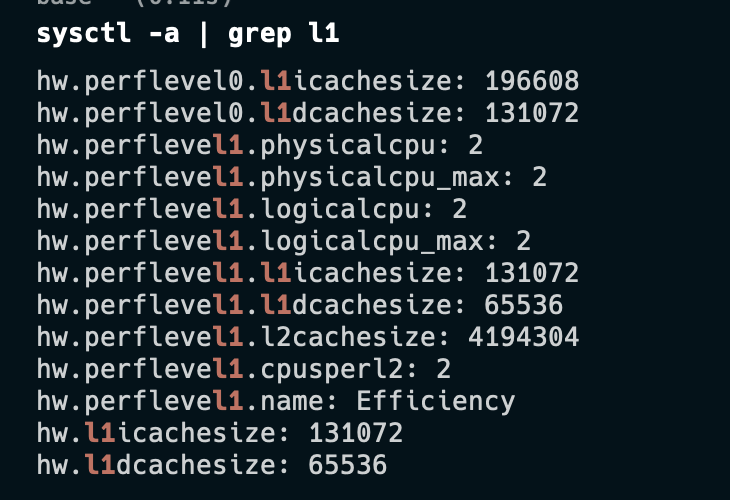 sysctl -a | grep l1
hw.perflevel0.l1icachesize: 196608
hw.perflevel0.l1dcachesize: 131072
hw.perflevel1.physicalcpu: 2
hw.perflevel1.physicalcpu_max: 2
hw.perflevel1.logicalcpu: 2
hw.perflevel1.logicalcpu_max: 2
hw.perflevel1.l1icachesize: 131072
hw.perflevel1.l1dcachesize: 65536
hw.perflevel1.l2cachesize: 4194304
hw.perflevel1.cpusperl2: 2
hw.perflevel1.name: Efficiency
hw.l1icachesize: 131072
hw.l1dcachesize: 65536